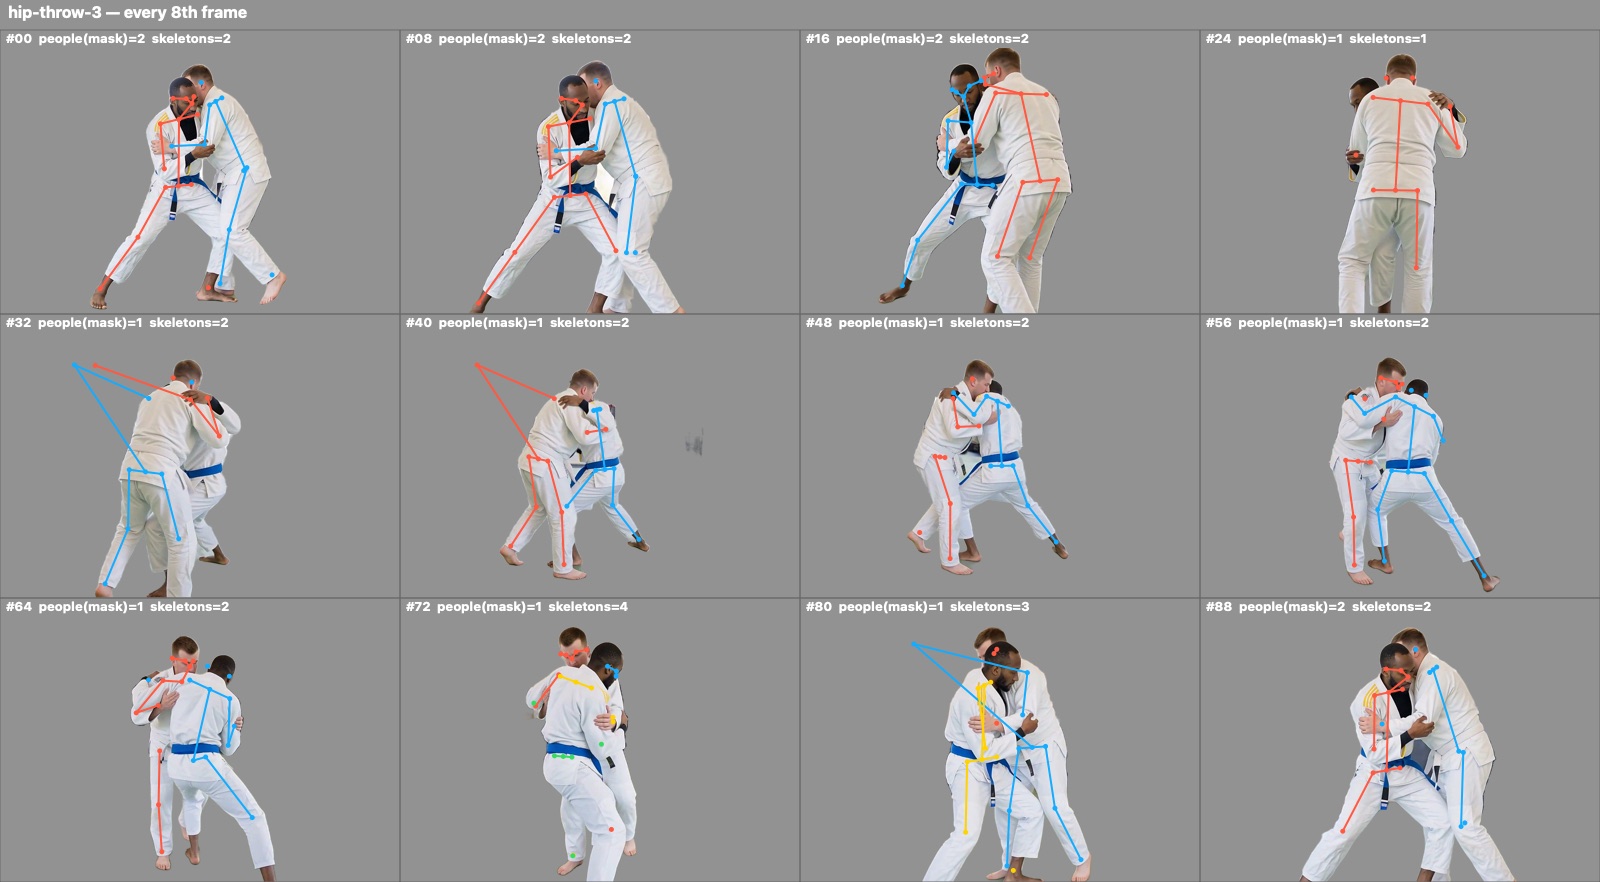 hip-throw-3 — every 8th frame
#00 people(mask)=2 skeletons=2
#08 people(mask)=2 skeletons=2
#16 people(mask)=2 skeletons=2
#24 people(mask)=1 skeletons=1
#32 people(mask)=1 skeletons=2
#40 people(mask)=1 skeletons=2
#48 people(mask)=1 skeletons=2
#56 people(mask)=1 skeletons=2
#64 people(mask)=1 skeletons=2
#72 people(mask)=1 skeletons=4
#80 people(mask)=1 skeletons=3
#88 people(mask)=2 skeletons=2